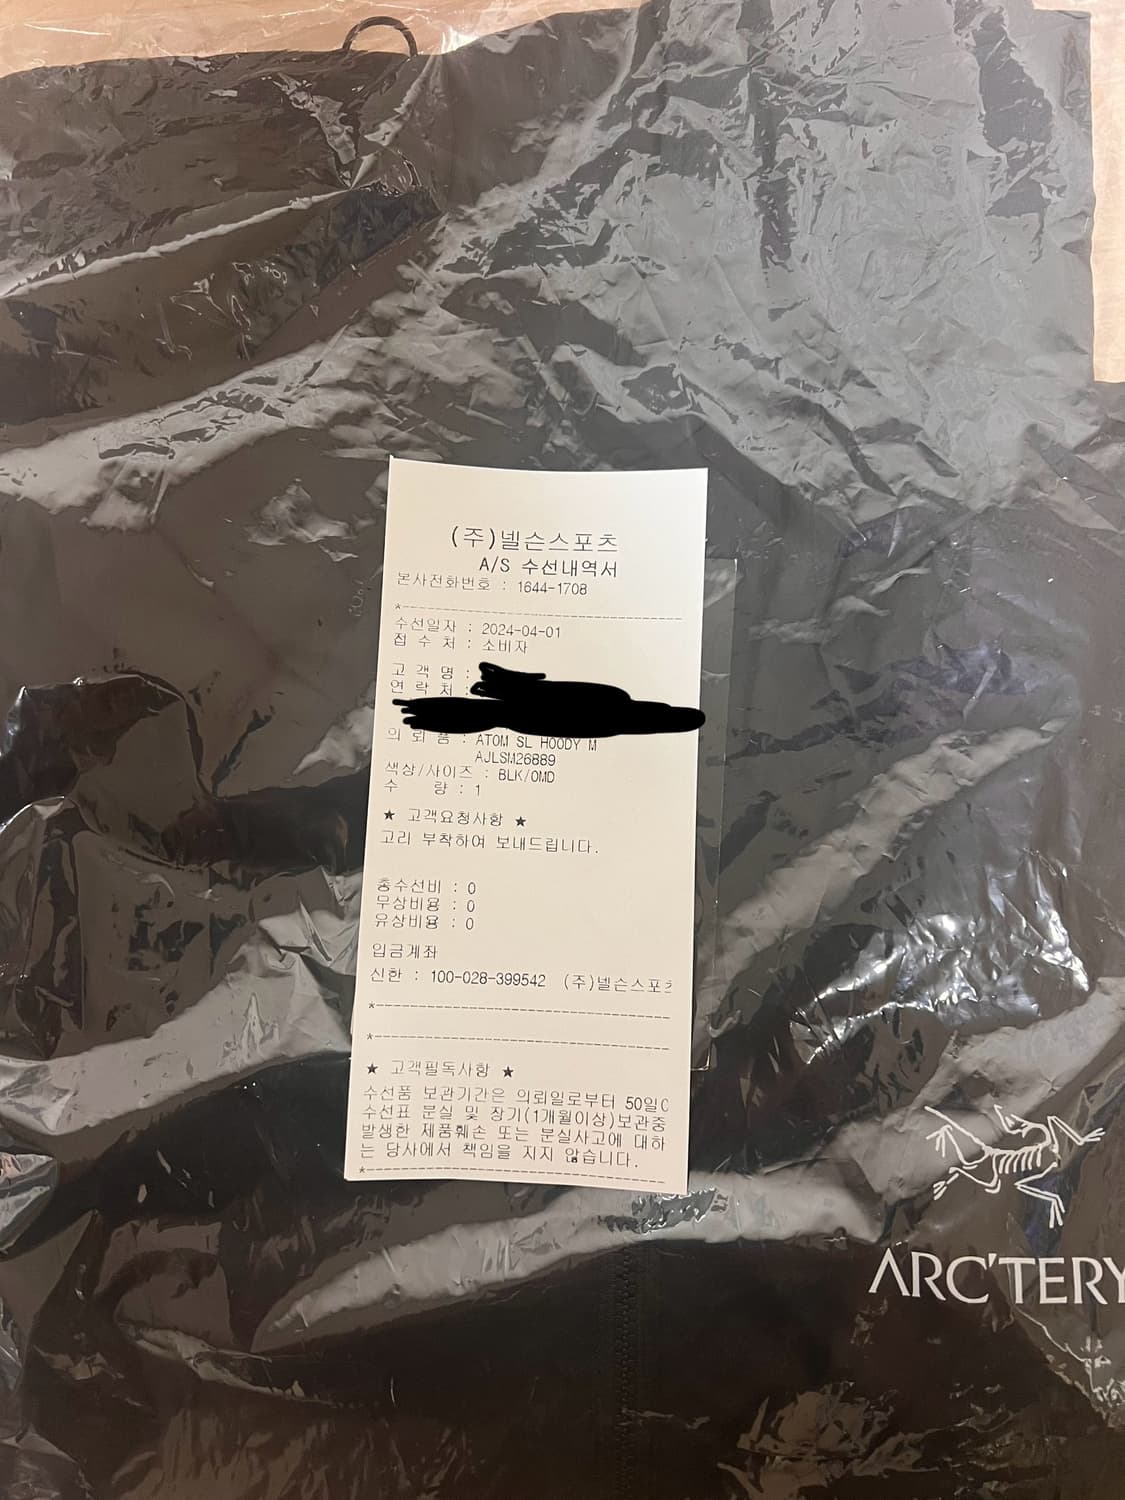 (주)넬슨스포츠
A/S 수선내역서
본사전화번호 : 1644-1708
*
수선일자 : 2024-04-01
접 수 처 : 소비자
고 객 명 :
연 락 처 :
의 뢰 품 : ATOM SL HOODY M
AJLSM26889
색상/사이즈 : BLK/OMD
수 량 : 1
★ 고객요청사항 ★
고리 부착하여 보내드립니다.
총수선비 : 0
무상비용 : 0
유상비용 : 0
입금계좌
신한 : 100-028-399542 (주)넬슨스포츠
*
*
★ 고객필독사항 ★
수선품 보관기간은 의뢰일로부터 50일
수선표 분실 및 장기(1개월이상)보관중
발생한 제품훼손 또는 분실사고에 대하
는 당사에서 책임을 지지 않습니다.
*
ARC'TERY